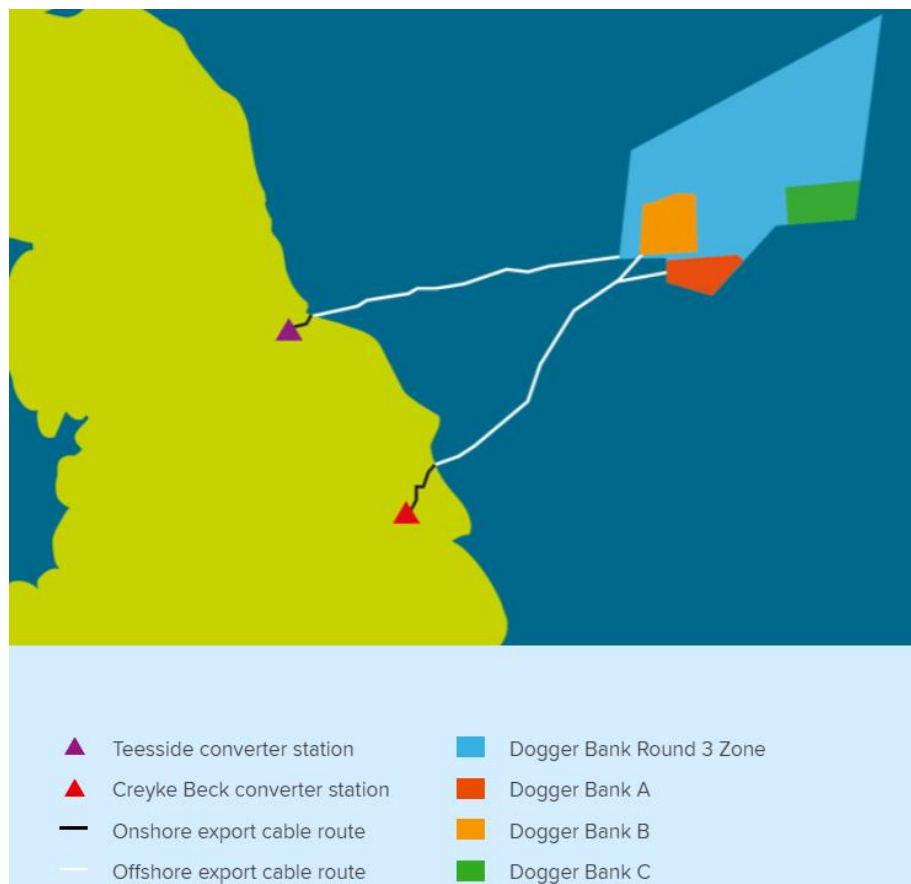 Teesside converter station
Creyke Beck converter station
Onshore export cable route
Offshore export cable route
Dogger Bank Round 3 Zone
Dogger Bank A
Dogger Bank B
Dogger Bank C